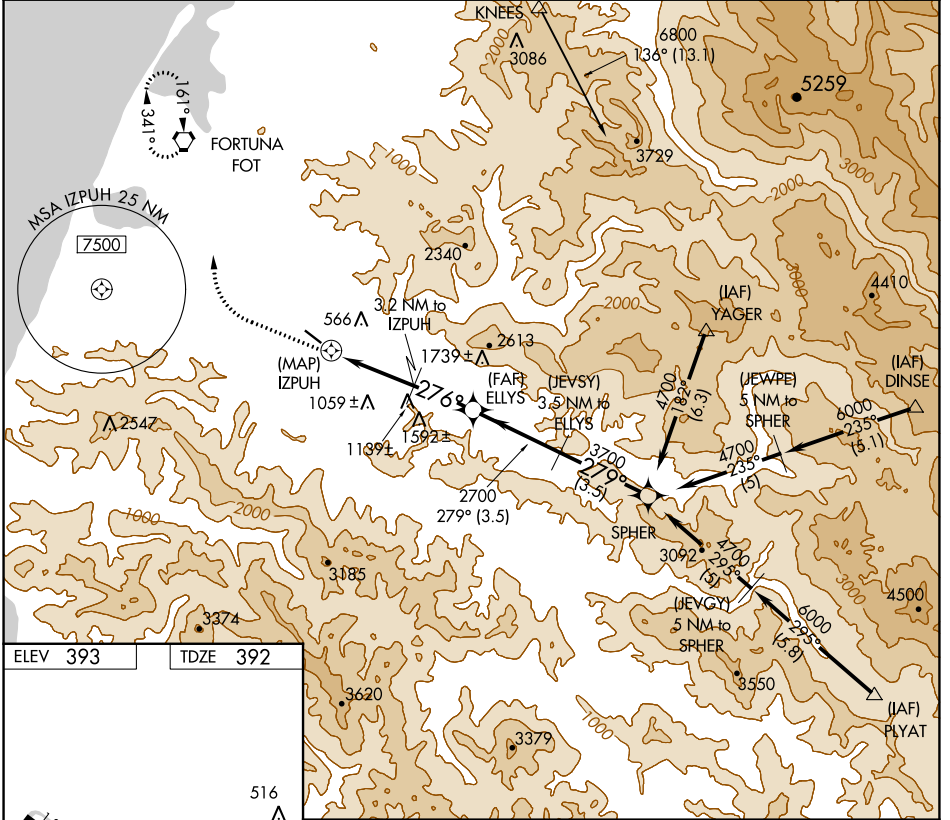 KNEES
3086
6800
136° (13.1)
5259
161°
341°
FORTUNA
FOT
1000
2000
3729
3000
2000
MSA IZPUH 25 NM
7500
2340
2000
3000
4410
(IAF)
YAGER
566
3.2 NM to
IZPUH
2613
1739 ±
(MAP)
IZPUH
276°
(FAF)
ELLYS
(JEVSY)
3.5 NM to
ELLYS
4700
182°
(6.3)
(JEWPE)
5 NM to
SPHER
(IAF)
DINSE
6000
235°
(5.1)
4700
235°
(5)
1059 ±
1139±
1592 ±
2547
3700
279°
(3.5)
2700
279° (3.5)
SPHER
3092
4700
295°
(5)
1000
2000
3185
3374
(JEVGY)
5 NM to
SPHER
6000
295°
(5.8)
3000
4500
ELEV 393
TDZE 392
3620
3550
(IAF)
PLYAT
1000
3379
516